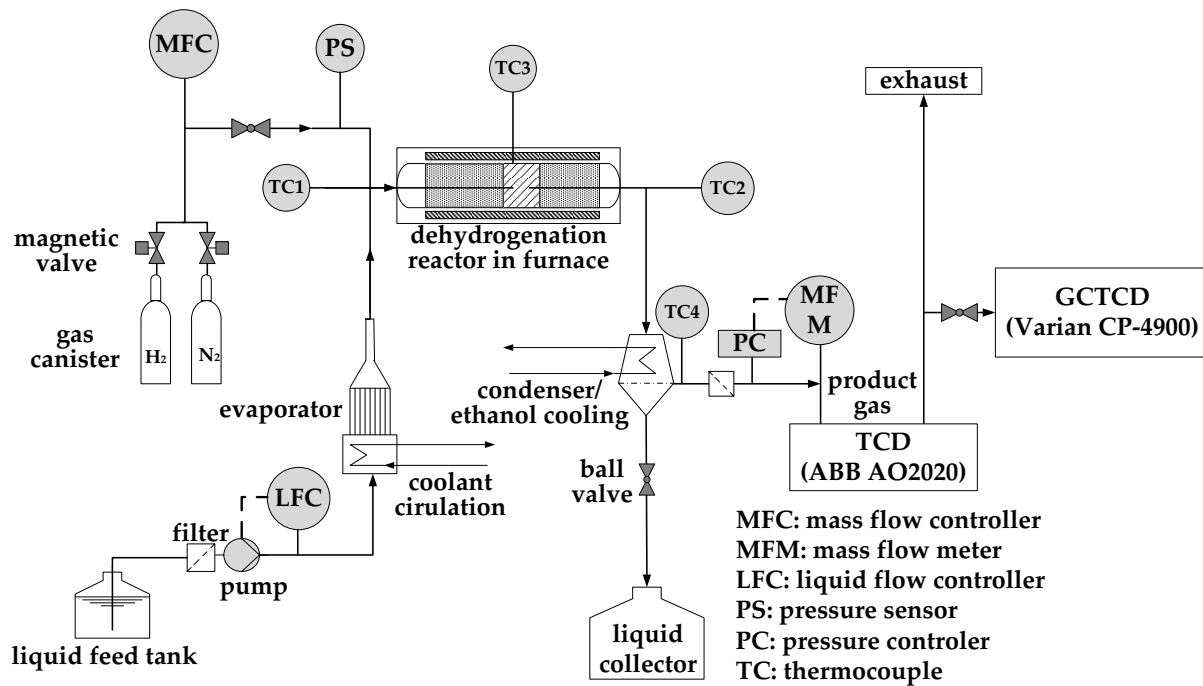 MFC
PS
TC3
exhaust
TC1
TC2
dehydrogenation
reactor in furnace
magnetic
valve
gas
canister
H2
N2
TC4
MF
M
PC
GCTCD
(Varian CP-4900)
evaporator
condenser/
ethanol cooling
product
gas
TCD
(ABB AO2020)
coolant
cirulation
ball
valve
LFC
filter
pump
liquid feed tank
liquid
collector
MFC: mass flow controller
MFM: mass flow meter
LFC: liquid flow controller
PS: pressure sensor
PC: pressure controler
TC: thermocouple